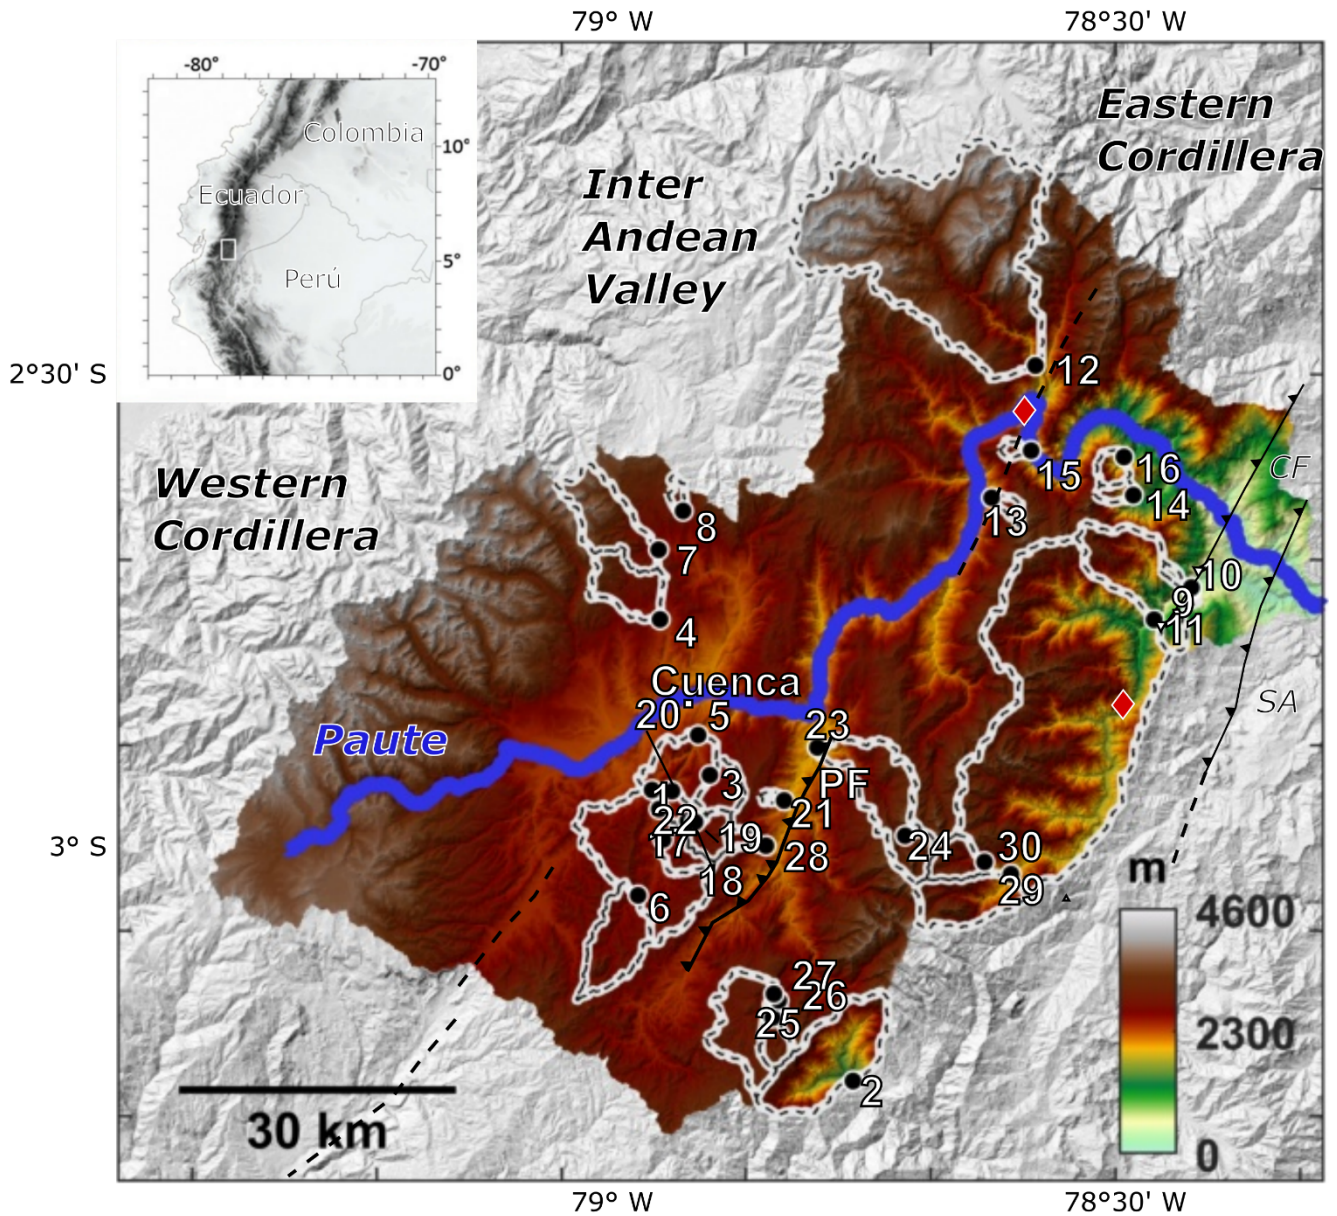 79° W
78°30' W
-80°
-70°
Colombia
10°
Ecuador
5°
Perú
0°
Eastern
Cordillera
Inter
Andean
Valley
2°30' S
12
Western
Cordillera
CF
15
16
14
8
13
7
10
9
11
4
Cuenca
SA
20
5
23
Paute
PF
3
1
21
22
19
17
28
24
30
3° S
18
29
6
m
4600
27
26
25
2300
2
30 km
0
79° W
78°30' W